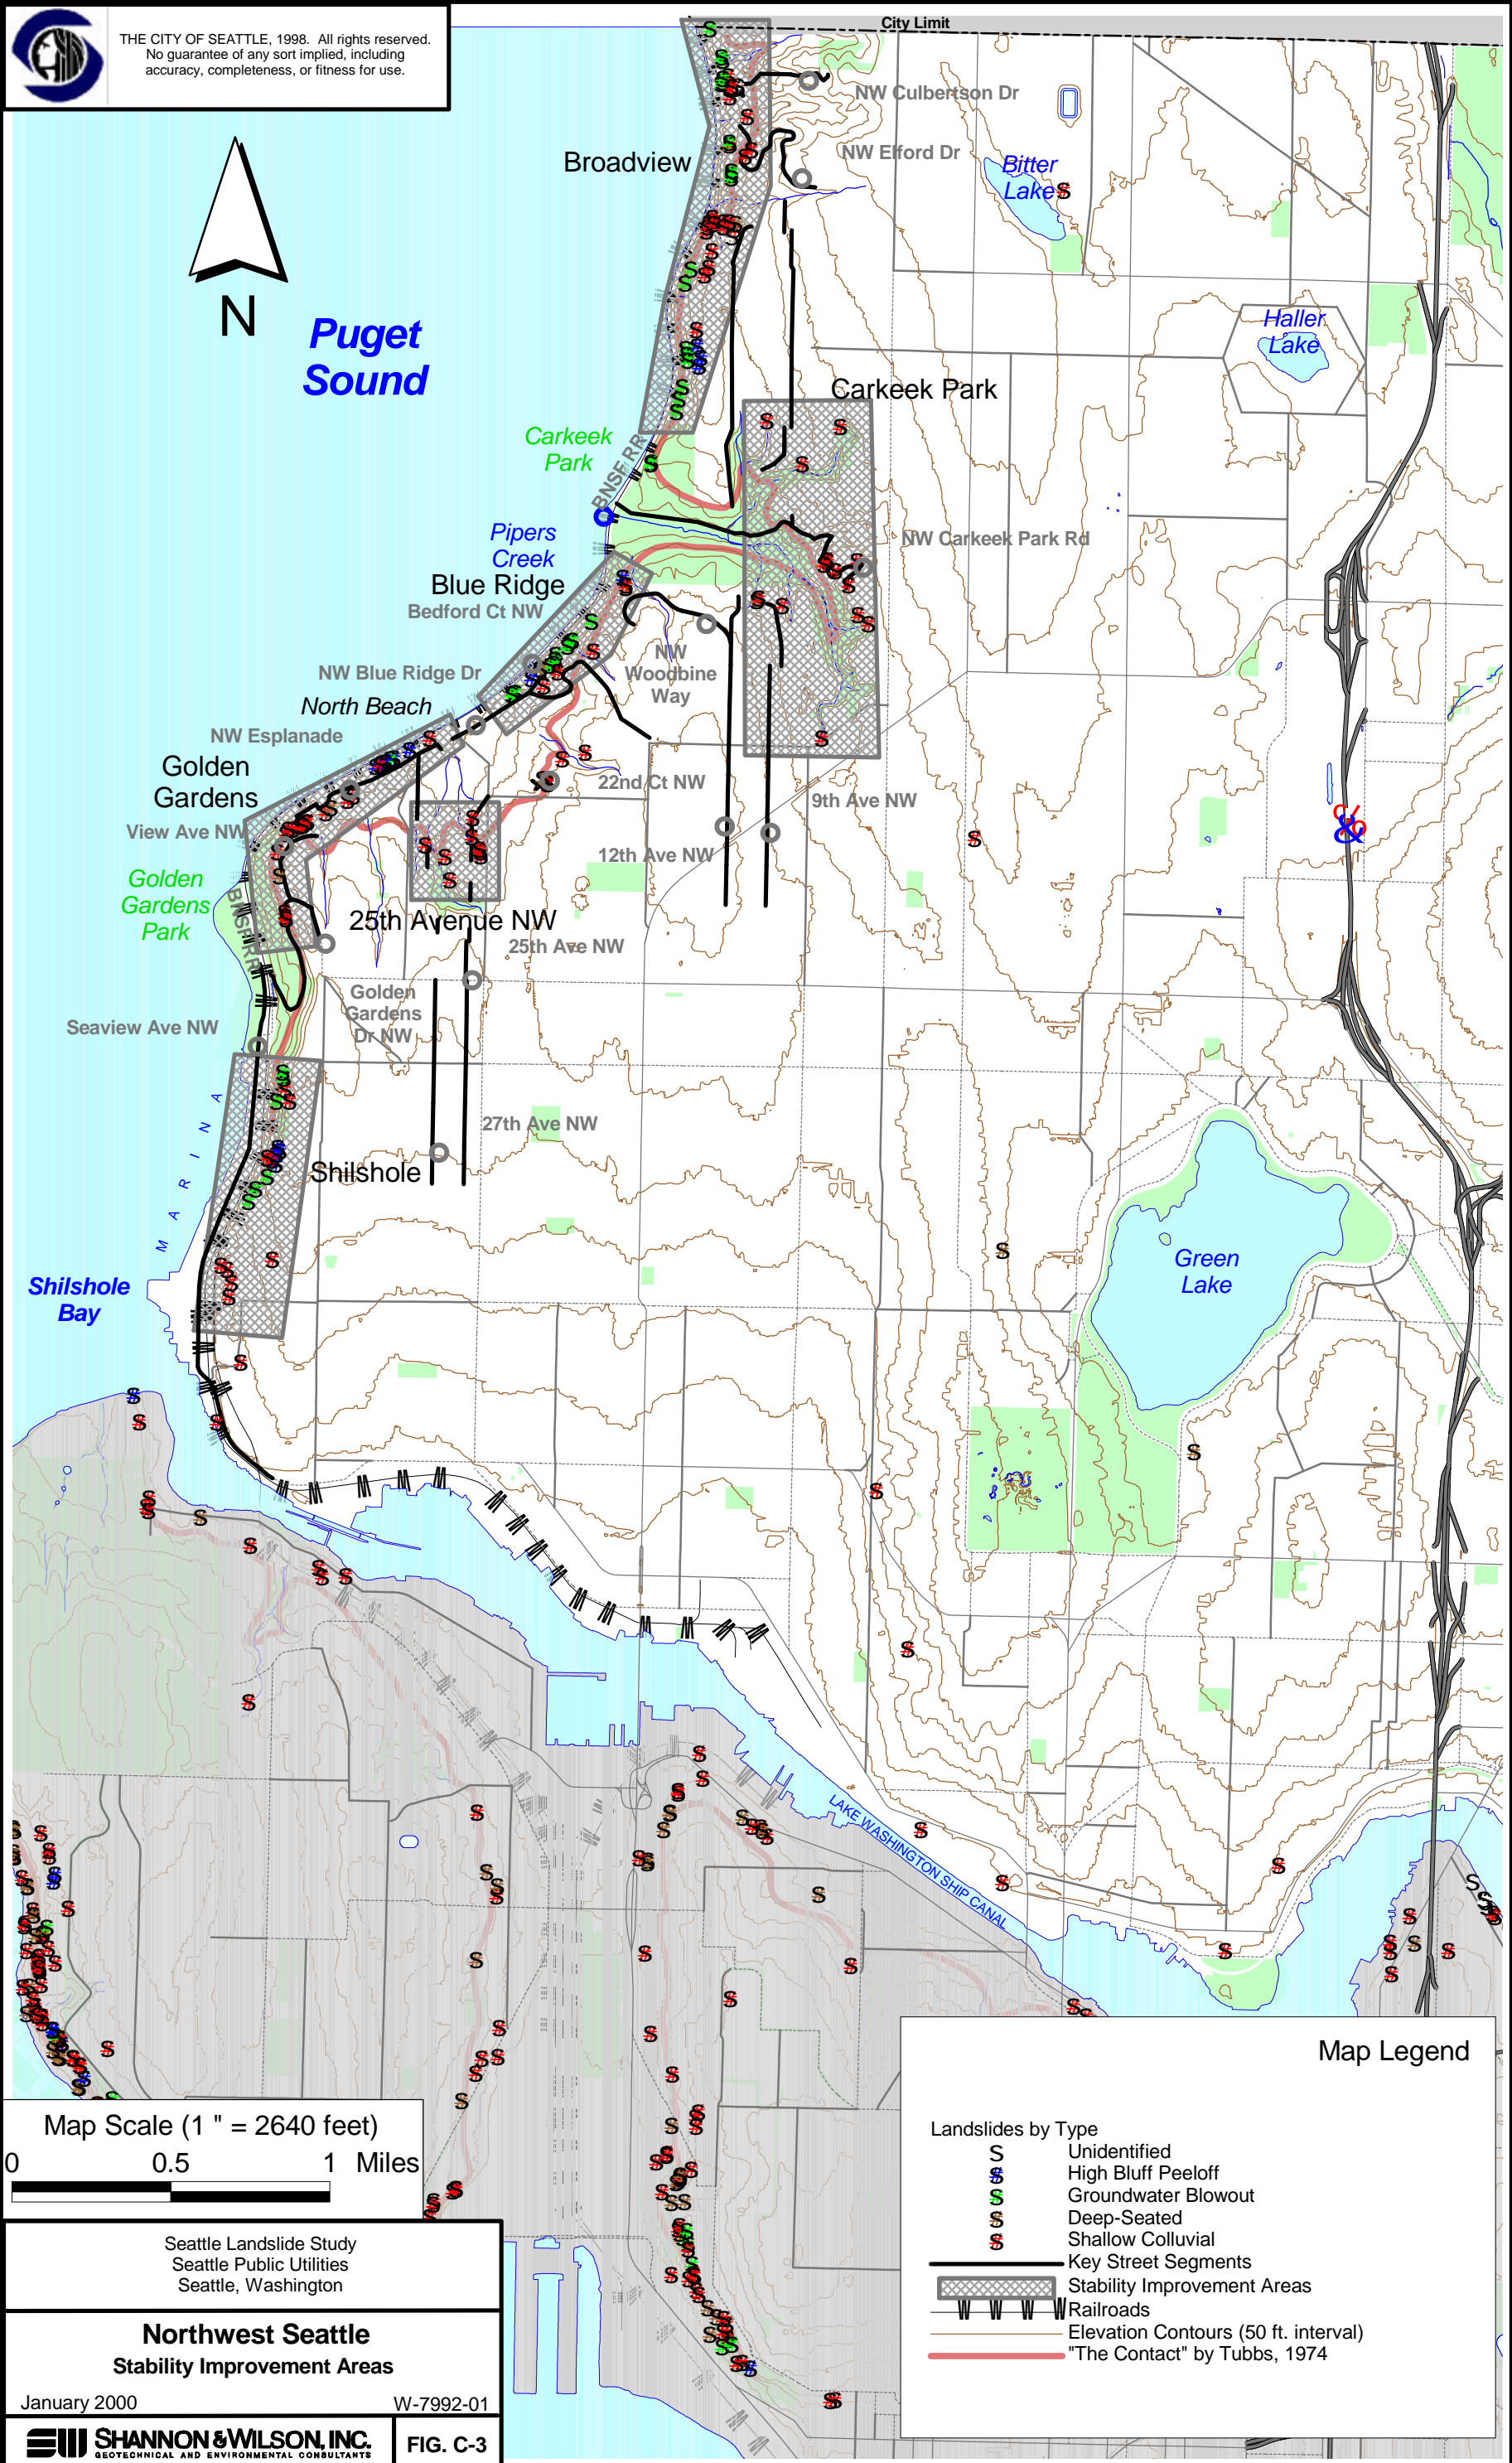 THE CITY OF SEATTLE, 1998. All rights reserved.
No guarantee of any sort implied, including
accuracy, completeness, or fitness for use.
City Limit
NW Culbertson Dr
Broadview
NW Elford Dr
Bitter
Lake
N
Puget
Sound
Haller
Lake
Carkeek Park
Carkeek
Park
BNSF RR
Pipers
Creek
NW Carkeek Park Rd
Blue Ridge
Bedford Ct NW
NW
Woodbine
Way
NW Blue Ridge Dr
North Beach
NW Esplanade
Golden
Gardens
22nd Ct NW
9th Ave NW
View Ave NW
12th Ave NW
Golden
Gardens
Park
BNSF RR
25th Avenue NW
25th Ave NW
Golden
Gardens
Dr NW
Seaview Ave NW
27th Ave NW
MARINA
Shilshole
Shilshole
Bay
Green
Lake
LAKE WASHINGTON SHIP CANAL
Map Legend
Landslides by Type
S Unidentified
S High Bluff Peeloff
S Groundwater Blowout
S Deep-Seated
S Shallow Colluvial
Key Street Segments
Stability Improvement Areas
Railroads
Elevation Contours (50 ft. interval)
"The Contact" by Tubbs, 1974
Map Scale (1 " = 2640 feet)
0 0.5 1 Miles
Seattle Landslide Study
Seattle Public Utilities
Seattle, Washington
Northwest Seattle
Stability Improvement Areas
January 2000 W-7992-01
SHANNON & WILSON, INC.
GEOTECHNICAL AND ENVIRONMENTAL CONSULTANTS
FIG. C-3